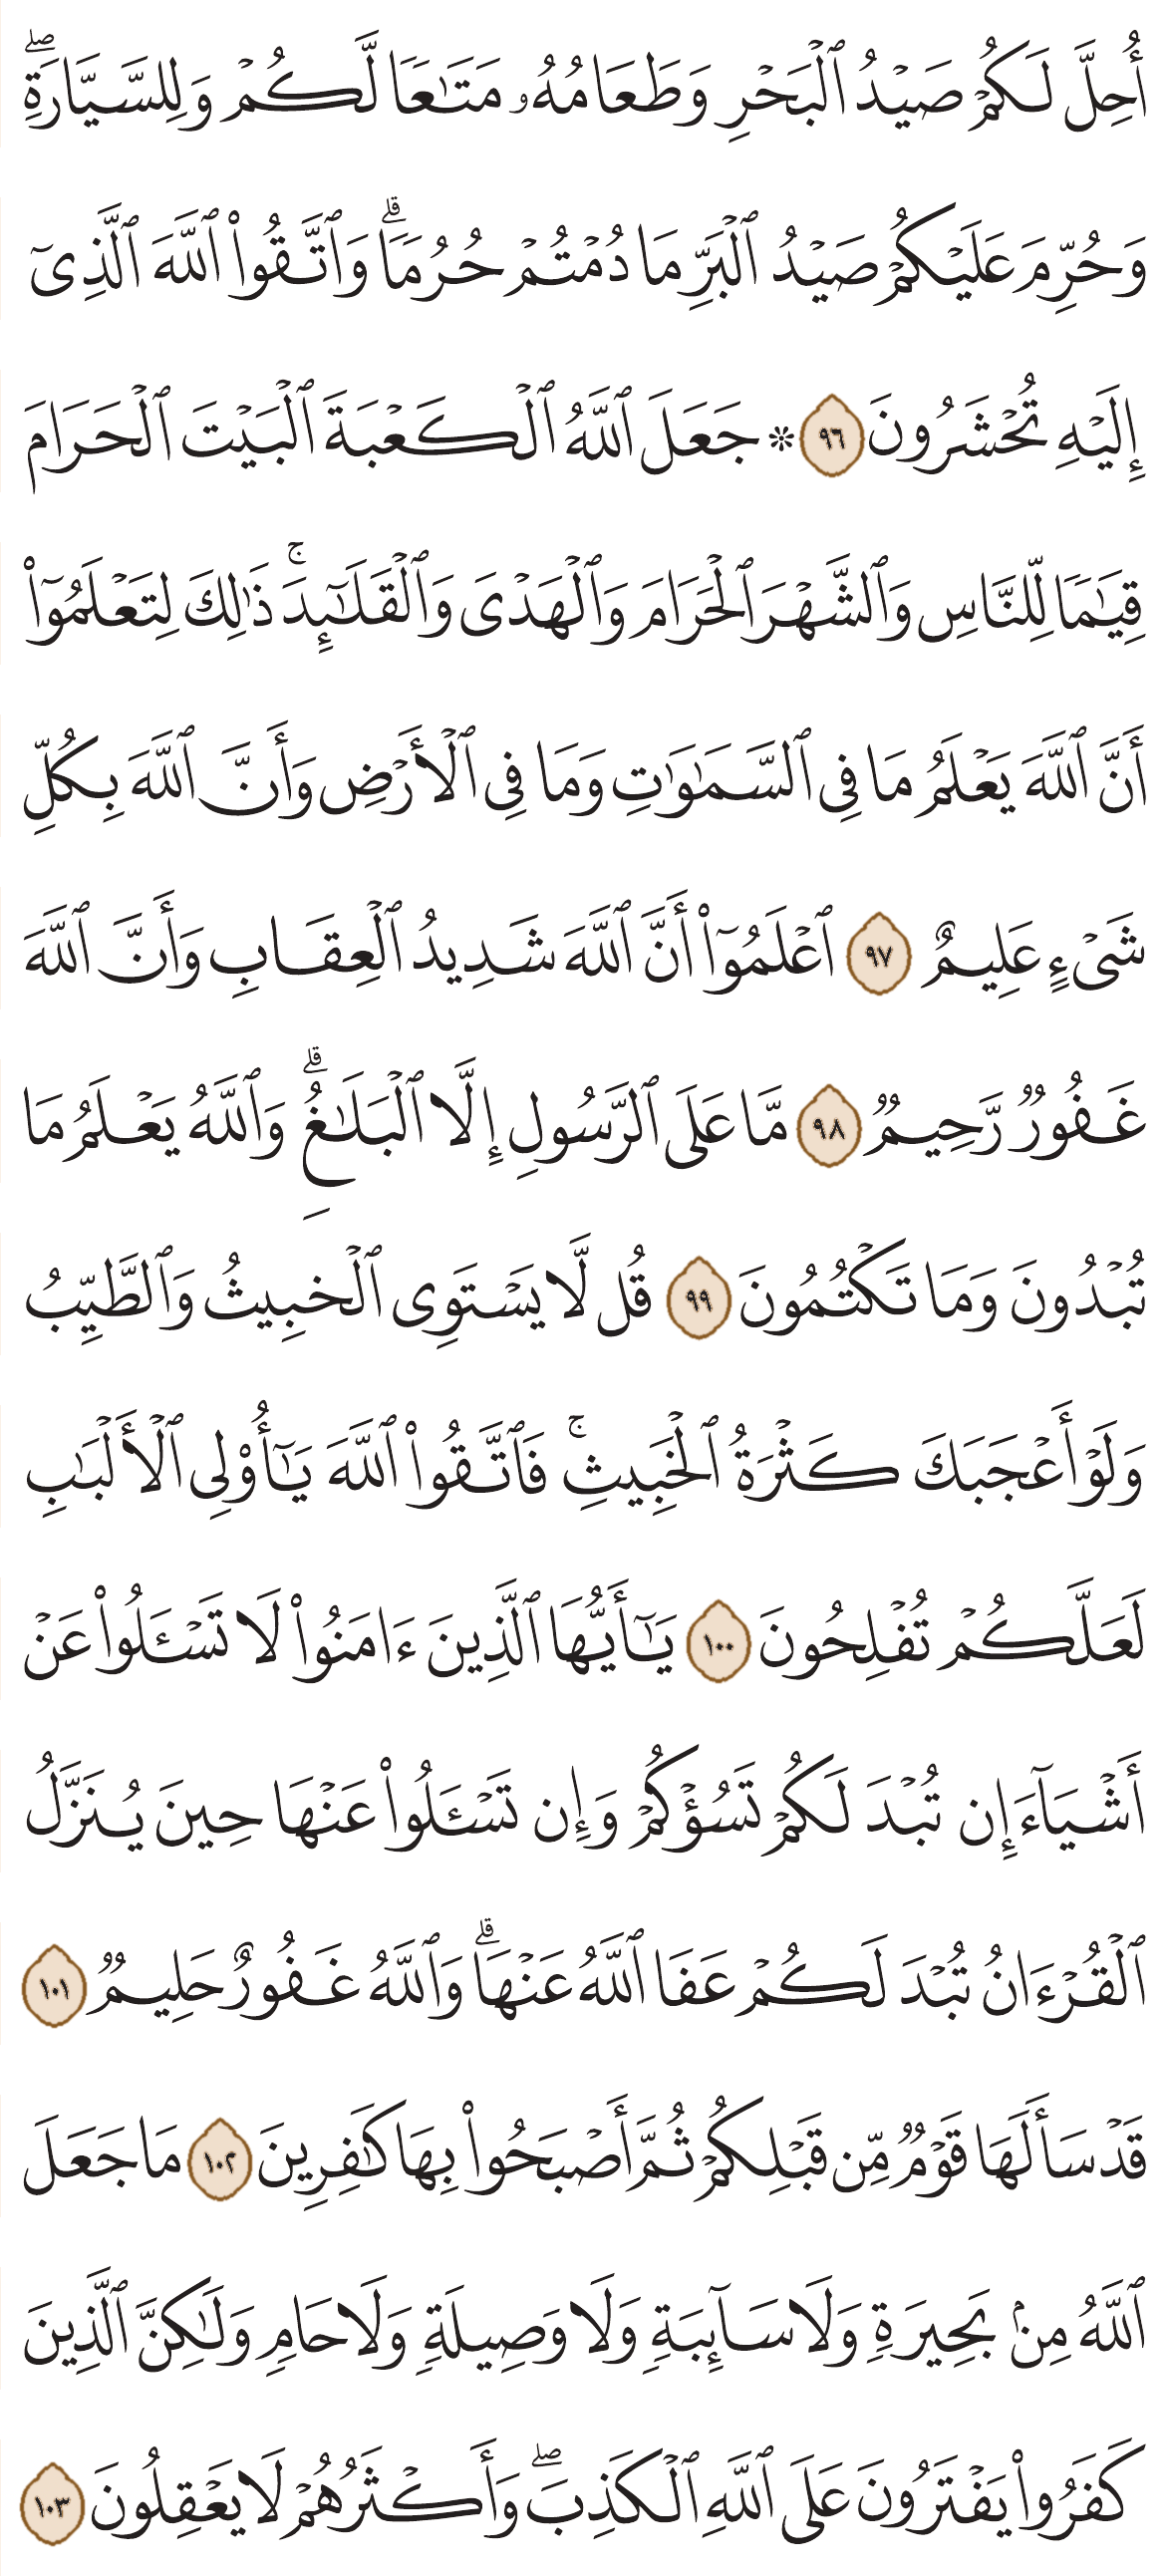 أُحِلَّ لَكُمۡ صَيۡدُ ٱلۡبَحۡرِ وَطَعَامُهُۥ مَتَٰعٗا لَّكُمۡ وَلِلسَّيَّارَةِۖ
وَحُرِّمَ عَلَيۡكُمۡ صَيۡدُ ٱلۡبَرِّ مَا دُمۡتُمۡ حُرُمٗاۗ وَٱتَّقُواْ ٱللَّهَ ٱلَّذِيٓ
إِلَيۡهِ تُحۡشَرُونَ ٩٦ ۞ جَعَلَ ٱللَّهُ ٱلۡكَعۡبَةَ ٱلۡبَيۡتَ ٱلۡحَرَامَ
قِيَٰمٗا لِّلنَّاسِ وَٱلشَّهۡرَ ٱلۡحَرَامَ وَٱلۡهَدۡيَ وَٱلۡقَلَٰٓئِدَۚ ذَٰلِكَ لِتَعۡلَمُوٓاْ
أَنَّ ٱللَّهَ يَعۡلَمُ مَا فِي ٱلسَّمَٰوَٰتِ وَمَا فِي ٱلۡأَرۡضِ وَأَنَّ ٱللَّهَ بِكُلِّ
شَيۡءٍ عَلِيمٌ ٩٧ ٱعۡلَمُوٓاْ أَنَّ ٱللَّهَ شَدِيدُ ٱلۡعِقَابِ وَأَنَّ ٱللَّهَ
غَفُورٞ رَّحِيمٞ ٩٨ مَّا عَلَى ٱلرَّسُولِ إِلَّا ٱلۡبَلَٰغُۗ وَٱللَّهُ يَعۡلَمُ مَا
تُبۡدُونَ وَمَا تَكۡتُمُونَ ٩٩ قُل لَّا يَسۡتَوِي ٱلۡخَبِيثُ وَٱلطَّيِّبُ
وَلَوۡ أَعۡجَبَكَ كَثۡرَةُ ٱلۡخَبِيثِۚ فَٱتَّقُواْ ٱللَّهَ يَٰٓأُوْلِي ٱلۡأَلۡبَٰبِ
لَعَلَّكُمۡ تُفۡلِحُونَ ١٠٠ يَٰٓأَيُّهَا ٱلَّذِينَ ءَامَنُواْ لَا تَسۡـَٔلُواْ عَنۡ
أَشۡيَآءَ إِن تُبۡدَ لَكُمۡ تَسُؤۡكُمۡ وَإِن تَسۡـَٔلُواْ عَنۡهَا حِينَ يُنَزَّلُ
ٱلۡقُرۡءَانُ تُبۡدَ لَكُمۡ عَفَا ٱللَّهُ عَنۡهَاۗ وَٱللَّهُ غَفُورٌ حَلِيمٞ ١٠١
قَدۡ سَأَلَهَا قَوۡمٞ مِّن قَبۡلِكُمۡ ثُمَّ أَصۡبَحُواْ بِهَا كَٰفِرِينَ ١٠٢ مَا جَعَلَ
ٱللَّهُ مِنۢ بَحِيرَةٖ وَلَا سَآئِبَةٖ وَلَا وَصِيلَةٖ وَلَا حَامٖ وَلَٰكِنَّ ٱلَّذِينَ
كَفَرُواْ يَفۡتَرُونَ عَلَى ٱللَّهِ ٱلۡكَذِبَۖ وَأَكۡثَرُهُمۡ لَا يَعۡقِلُونَ ١٠٣